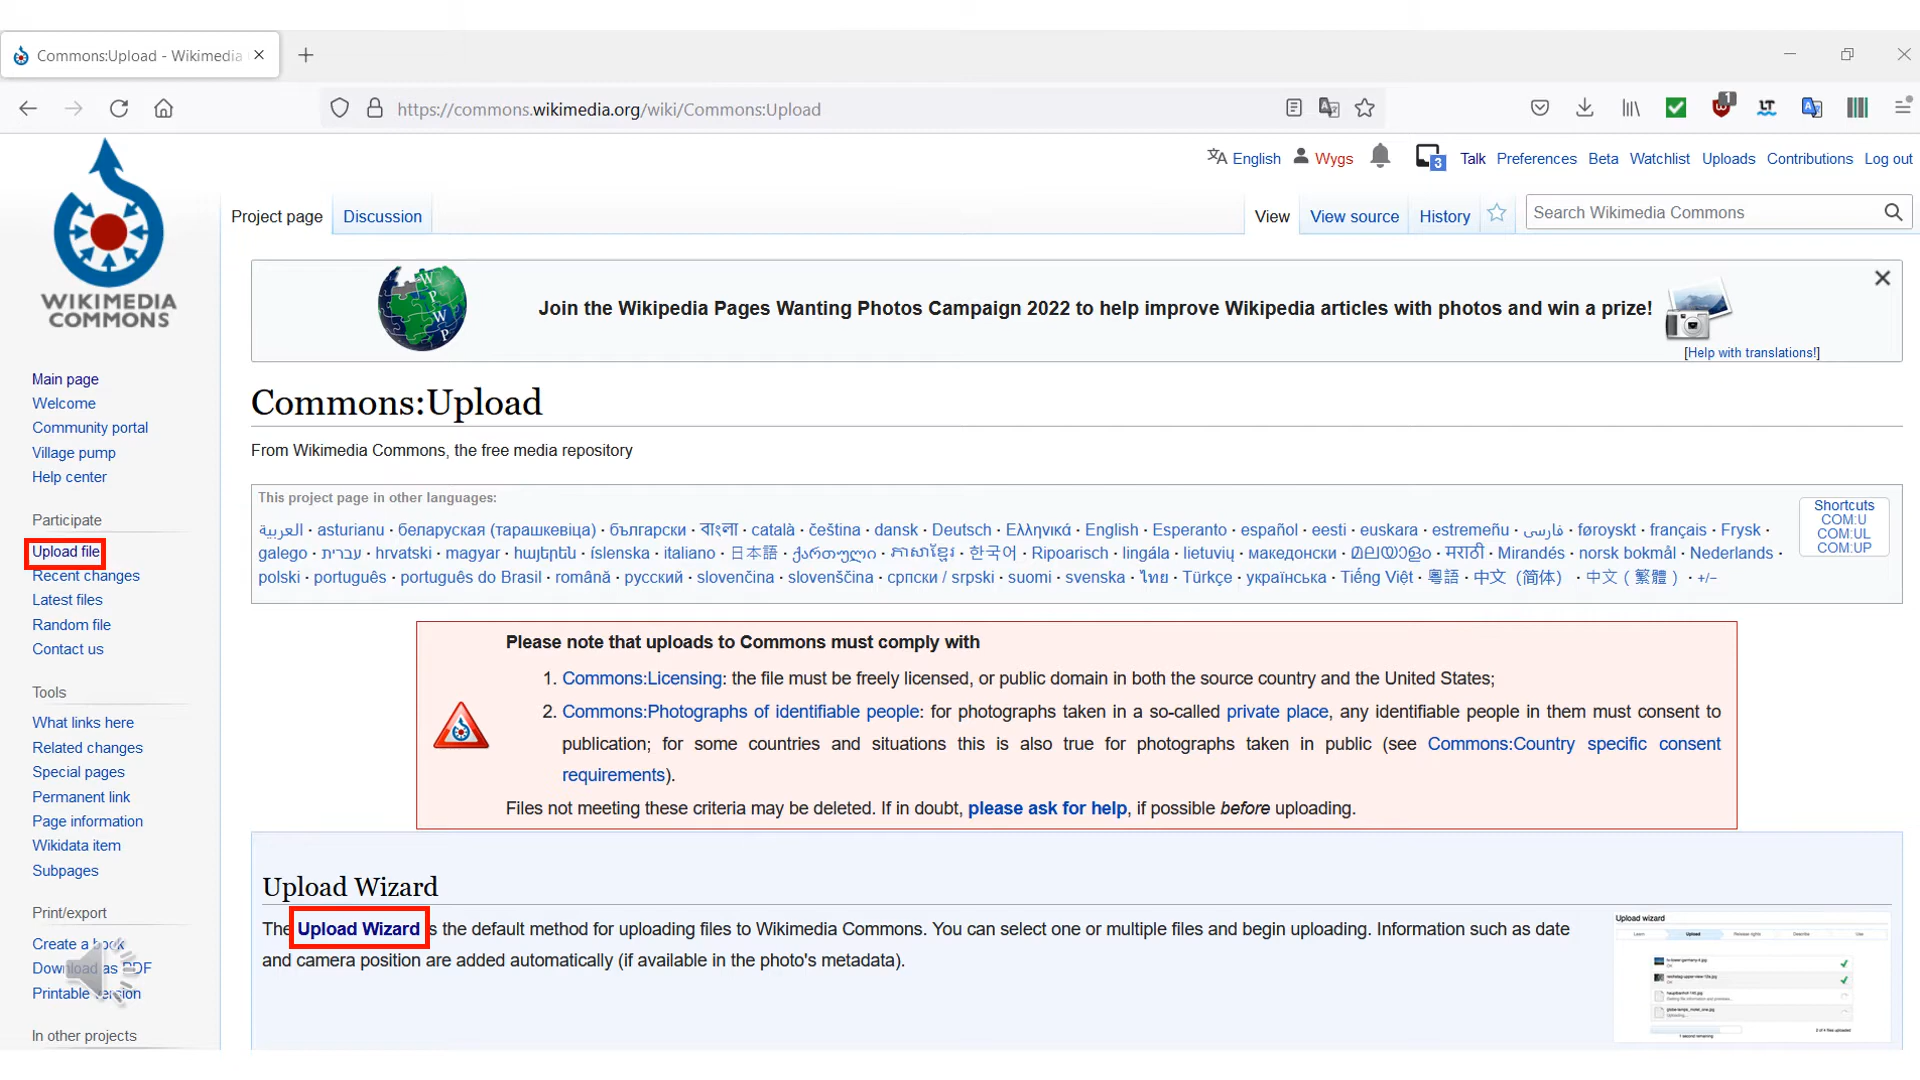 Commons:Upload - Wikimedia
https://commons.wikimedia.org/wiki/Commons:Upload
1
English Wygs 3 Talk Preferences Beta Watchlist Uploads Contributions Log out
Project page Discussion View View source History Search Wikimedia Commons
WIKIMEDIA
COMMONS
Join the Wikipedia Pages Wanting Photos Campaign 2022 to help improve Wikipedia articles with photos and win a prize!
[Help with translations!]
Main page
Welcome
Community portal
Village pump
Help center
Participate
Upload file
Recent changes
Latest files
Random file
Contact us
Tools
What links here
Related changes
Special pages
Permanent link
Page information
Wikidata item
Subpages
Print/export
Create a book
Download as PDF
Printable version
In other projects
Commons:Upload
From Wikimedia Commons, the free media repository
This project page in other languages:
العربية · asturianu · беларуская (тарашкевіца) · български · বাংলা · català · čeština · dansk · Deutsch · Ελληνικά · English · Esperanto · español · eesti · euskara · estremeñu · فارسی · føroyskt · français · Frysk ·
galego · עברית · hrvatski · magyar · հայերեն · íslenska · italiano · 日本語 · ქართული · ភាសាខ្មែរ · 한국어 · Ripoarisch · lingála · lietuvių · македонски · മലയാളം · मराठी · Mirandés · norsk bokmål · Nederlands ·
polski · português · português do Brasil · română · русский · slovenčina · slovenščina · српски / srpski · suomi · svenska · ไทย · Türkçe · українська · Tiếng Việt · 粵語 · 中文（简体） · 中文（繁體） · +/−
Shortcuts
COM:U
COM:UL
COM:UP
Please note that uploads to Commons must comply with
1. Commons:Licensing: the file must be freely licensed, or public domain in both the source country and the United States;
2. Commons:Photographs of identifiable people: for photographs taken in a so-called private place, any identifiable people in them must consent to
publication; for some countries and situations this is also true for photographs taken in public (see Commons:Country specific consent
requirements).
Files not meeting these criteria may be deleted. If in doubt, please ask for help, if possible before uploading.
Upload Wizard
The Upload Wizard is the default method for uploading files to Wikimedia Commons. You can select one or multiple files and begin uploading. Information such as date
and camera position are added automatically (if available in the photo's metadata).
Upload wizard
Learn Upload Release rights Describe Use